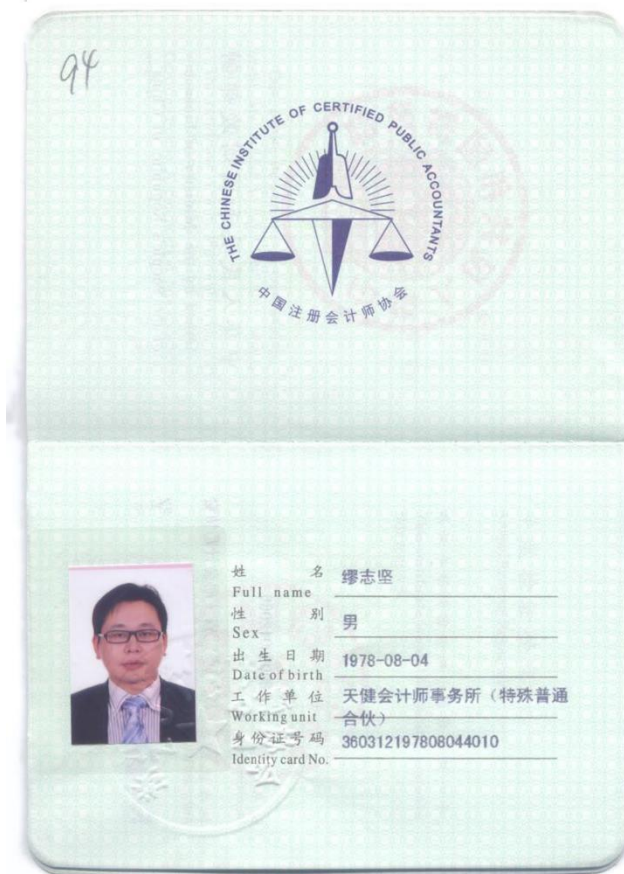 94
THE CHINESE INSTITUTE OF CERTIFIED PUBLIC ACCOUNTANTS
中国注册会计师协会
姓 名 缪志坚
Full name
性 别 男
Sex
出生日期 1978-08-04
Date of birth
工作单位 天健会计师事务所（特殊普通
Working unit 合伙）
身份证号码 360312197808044010
Identity card No.